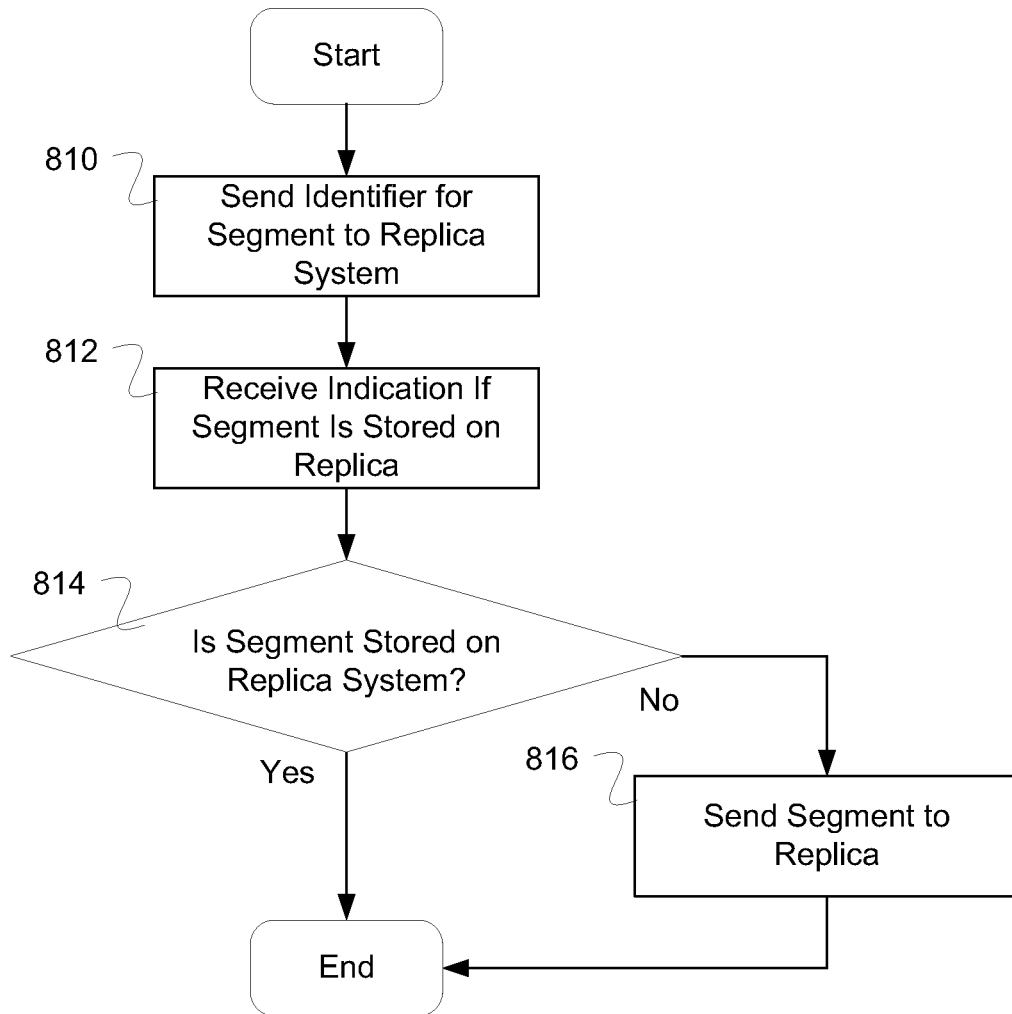 Start
810
Send Identifier for
Segment to Replica
System
812
Receive Indication If
Segment Is Stored on
Replica
814
Is Segment Stored on
Replica System?
No
Yes
816
Send Segment to
Replica
End